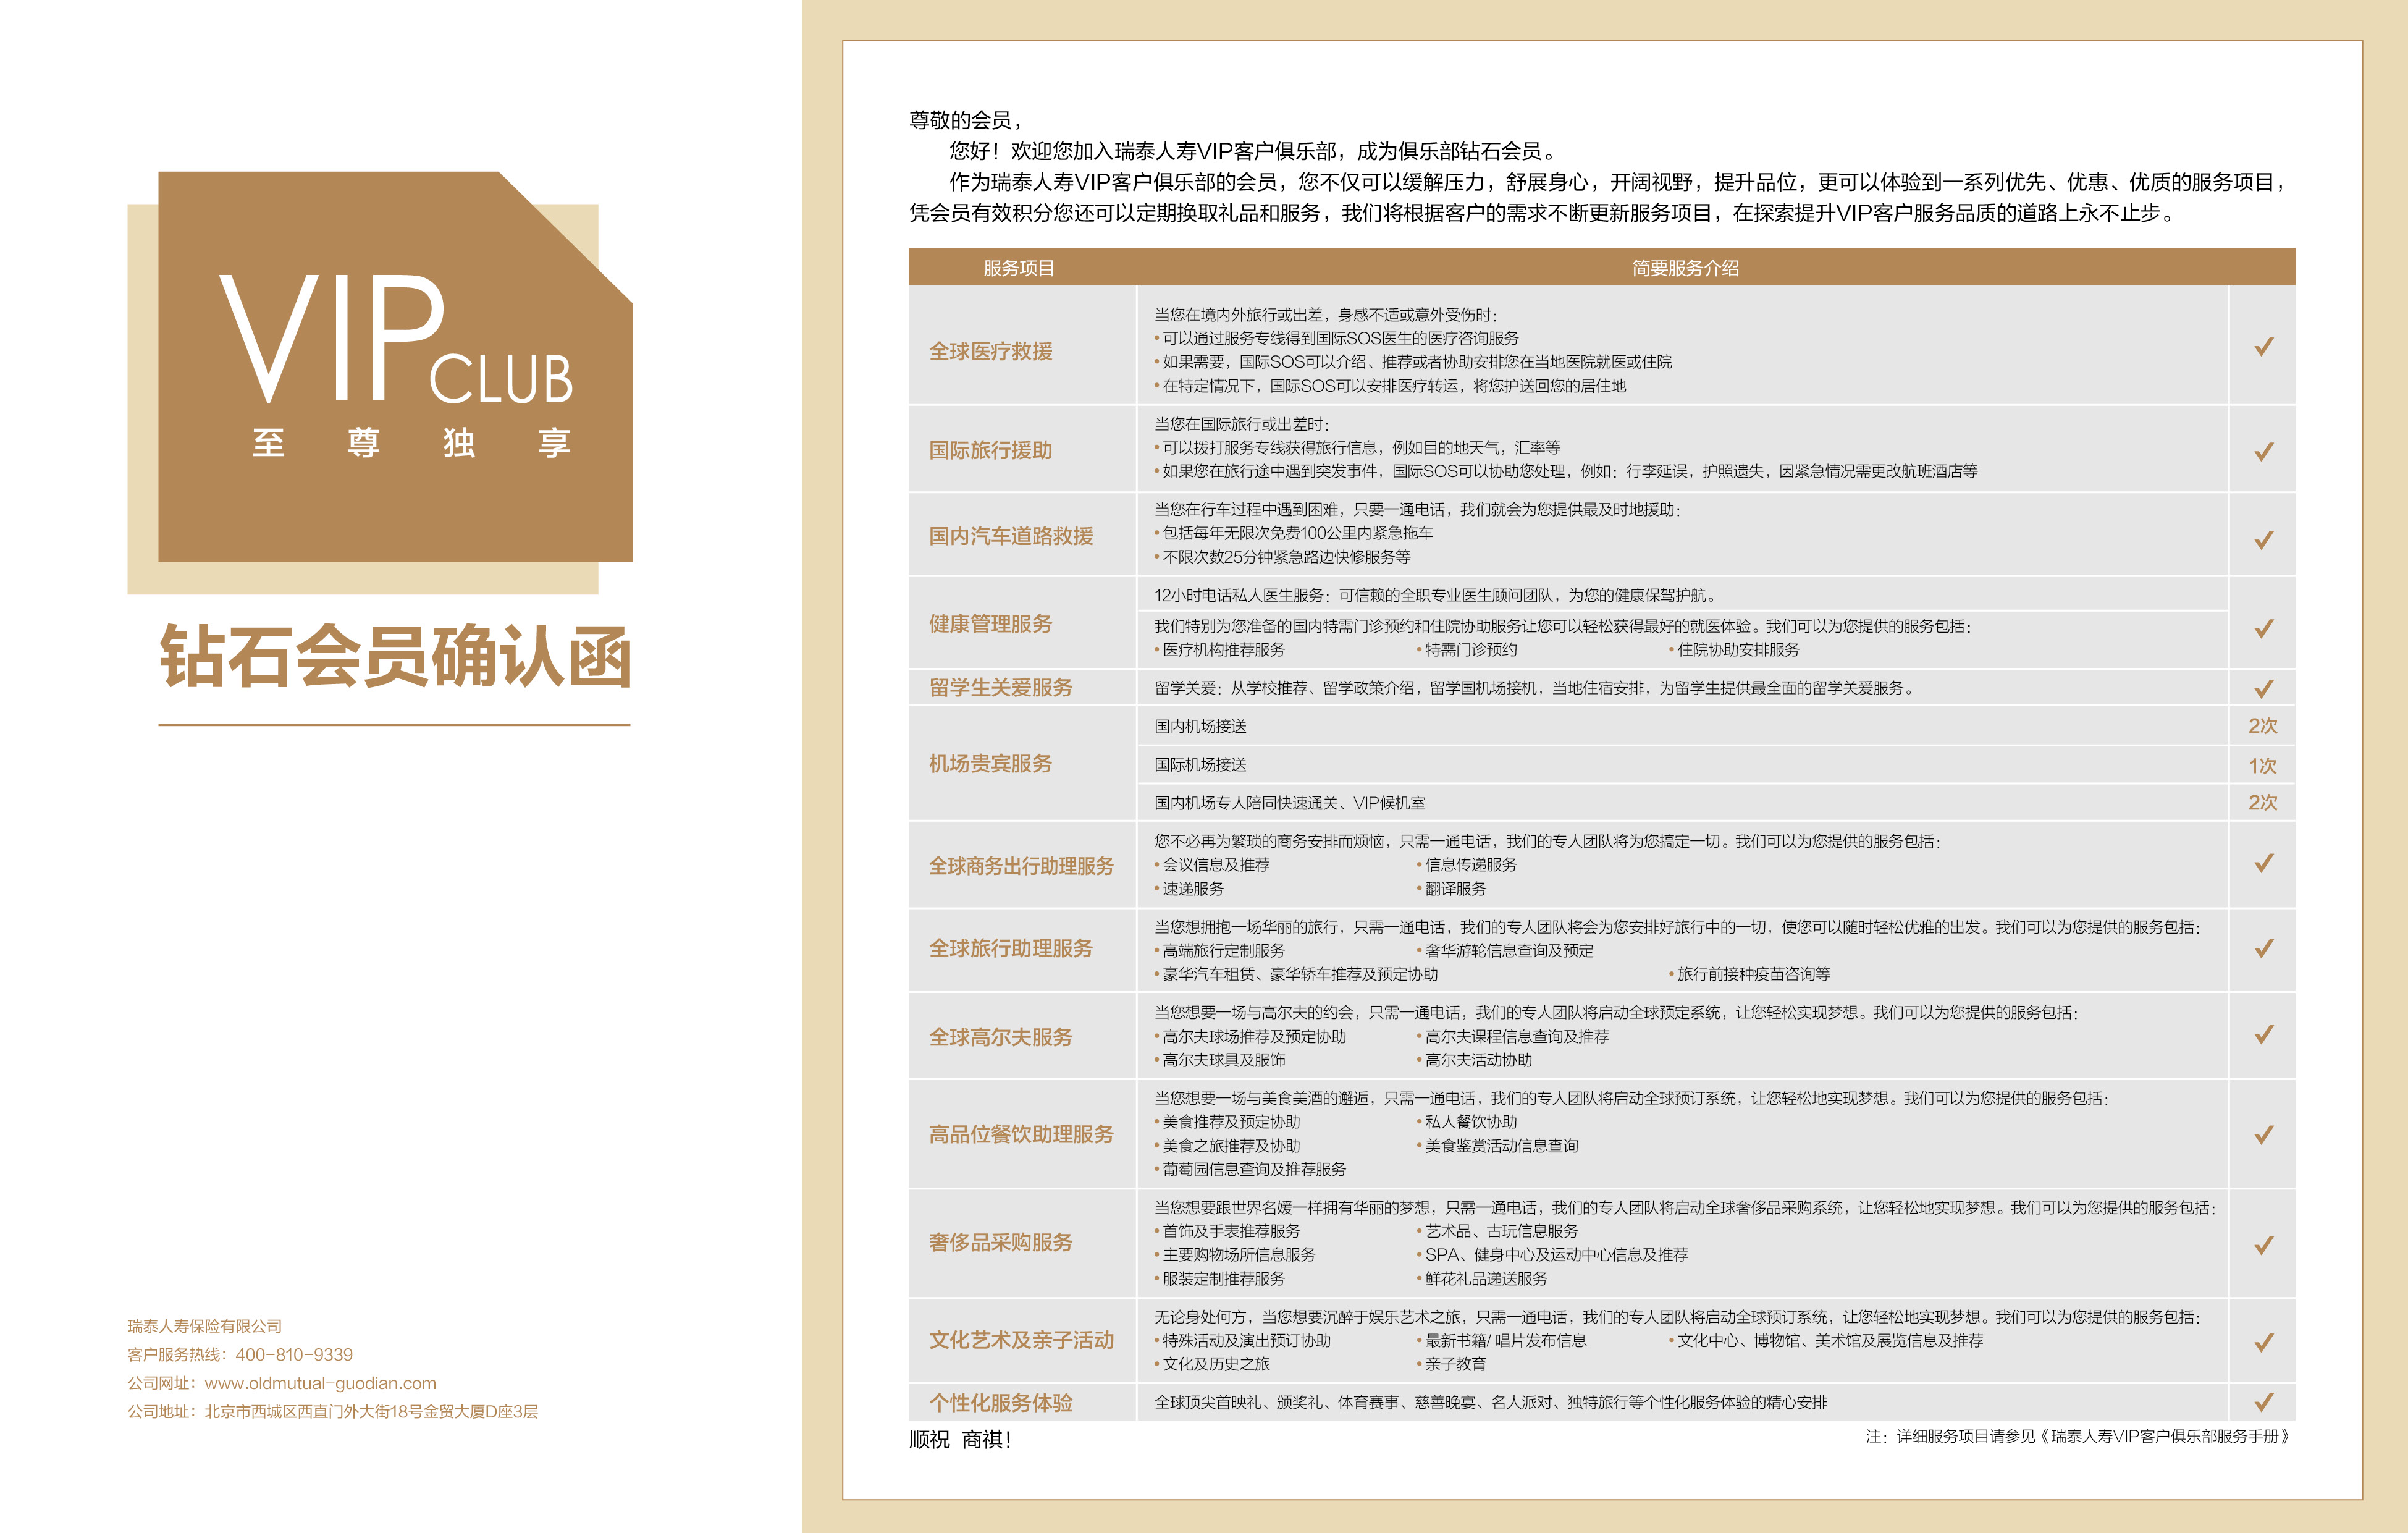 VIP CLUB
至尊独享
钻石会员确认函
瑞泰人寿保险有限公司
客户服务热线：400-810-9339
公司网址：www.oldmutual-guodian.com
公司地址：北京市西城区西直门外大街18号金贸大厦D座3层
尊敬的会员，
您好！欢迎您加入瑞泰人寿VIP客户俱乐部，成为俱乐部钻石会员。
作为瑞泰人寿VIP客户俱乐部的会员，您不仅可以缓解压力，舒展身心，开阔视野，提升品位，更可以体验到一系列优先、优惠、优质的服务项目，
凭会员有效积分您还可以定期换取礼品和服务，我们将根据客户的需求不断更新服务项目，在探索提升VIP客户服务品质的道路上永不止步。
服务项目 简要服务介绍
全球医疗救援
当您在境内外旅行或出差，身感不适或意外受伤时：
•可以通过服务专线得到国际SOS医生的医疗咨询服务
•如果需要，国际SOS可以介绍、推荐或者协助安排您在当地医院就医或住院
•在特定情况下，国际SOS可以安排医疗转运，将您护送回您的居住地
✓
国际旅行援助
当您在国际旅行或出差时：
•可以拨打服务专线获得旅行信息，例如目的地天气，汇率等
•如果您在旅行途中遇到突发事件，国际SOS可以协助您处理，例如：行李延误，护照遗失，因紧急情况需更改航班酒店等
✓
国内汽车道路救援
当您在行车过程中遇到困难，只要一通电话，我们就会为您提供最及时地援助：
•包括每年无限次免费100公里内紧急拖车
•不限次数25分钟紧急路边快修服务等
✓
健康管理服务
12小时电话私人医生服务：可信赖的全职专业医生顾问团队，为您的健康保驾护航。
我们特别为您准备的国内特需门诊预约和住院协助服务让您可以轻松获得最好的就医体验。我们可以为您提供的服务包括：
•医疗机构推荐服务 •特需门诊预约 •住院协助安排服务
✓
留学生关爱服务 留学关爱：从学校推荐、留学政策介绍，留学国机场接机，当地住宿安排，为留学生提供最全面的留学关爱服务。 ✓
机场贵宾服务
国内机场接送 2次
国际机场接送 1次
国内机场专人陪同快速通关、VIP候机室 2次
全球商务出行助理服务
您不必再为繁琐的商务安排而烦恼，只需一通电话，我们的专人团队将为您搞定一切。我们可以为您提供的服务包括：
•会议信息及推荐 •信息传递服务
•速递服务 •翻译服务
✓
全球旅行助理服务
当您想拥抱一场华丽的旅行，只需一通电话，我们的专人团队将会为您安排好旅行中的一切，使您可以随时轻松优雅的出发。我们可以为您提供的服务包括：
•高端旅行定制服务 •奢华游轮信息查询及预定
•豪华汽车租赁、豪华轿车推荐及预定协助 •旅行前接种疫苗咨询等
✓
全球高尔夫服务
当您想要一场与高尔夫的约会，只需一通电话，我们的专人团队将启动全球预定系统，让您轻松实现梦想。我们可以为您提供的服务包括：
•高尔夫球场推荐及预定协助 •高尔夫课程信息查询及推荐
•高尔夫球具及服饰 •高尔夫活动协助
✓
高品位餐饮助理服务
当您想要一场与美食美酒的邂逅，只需一通电话，我们的专人团队将启动全球预订系统，让您轻松地实现梦想。我们可以为您提供的服务包括：
•美食推荐及预定协助 •私人餐饮协助
•美食之旅推荐及协助 •美食鉴赏活动信息查询
•葡萄园信息查询及推荐服务
✓
奢侈品采购服务
当您想要跟世界名媛一样拥有华丽的梦想，只需一通电话，我们的专人团队将启动全球奢侈品采购系统，让您轻松地实现梦想。我们可以为您提供的服务包括：
•首饰及手表推荐服务 •艺术品、古玩信息服务
•主要购物场所信息服务 •SPA、健身中心及运动中心信息及推荐
•服装定制推荐服务 •鲜花礼品递送服务
✓
文化艺术及亲子活动
无论身处何方，当您想要沉醉于娱乐艺术之旅，只需一通电话，我们的专人团队将启动全球预订系统，让您轻松地实现梦想。我们可以为您提供的服务包括：
•特殊活动及演出预订协助 •最新书籍/ 唱片发布信息 •文化中心、博物馆、美术馆及展览信息及推荐
•文化及历史之旅 •亲子教育
✓
个性化服务体验 全球顶尖首映礼、颁奖礼、体育赛事、慈善晚宴、名人派对、独特旅行等个性化服务体验的精心安排 ✓
顺祝 商祺！
注：详细服务项目请参见《瑞泰人寿VIP客户俱乐部服务手册》